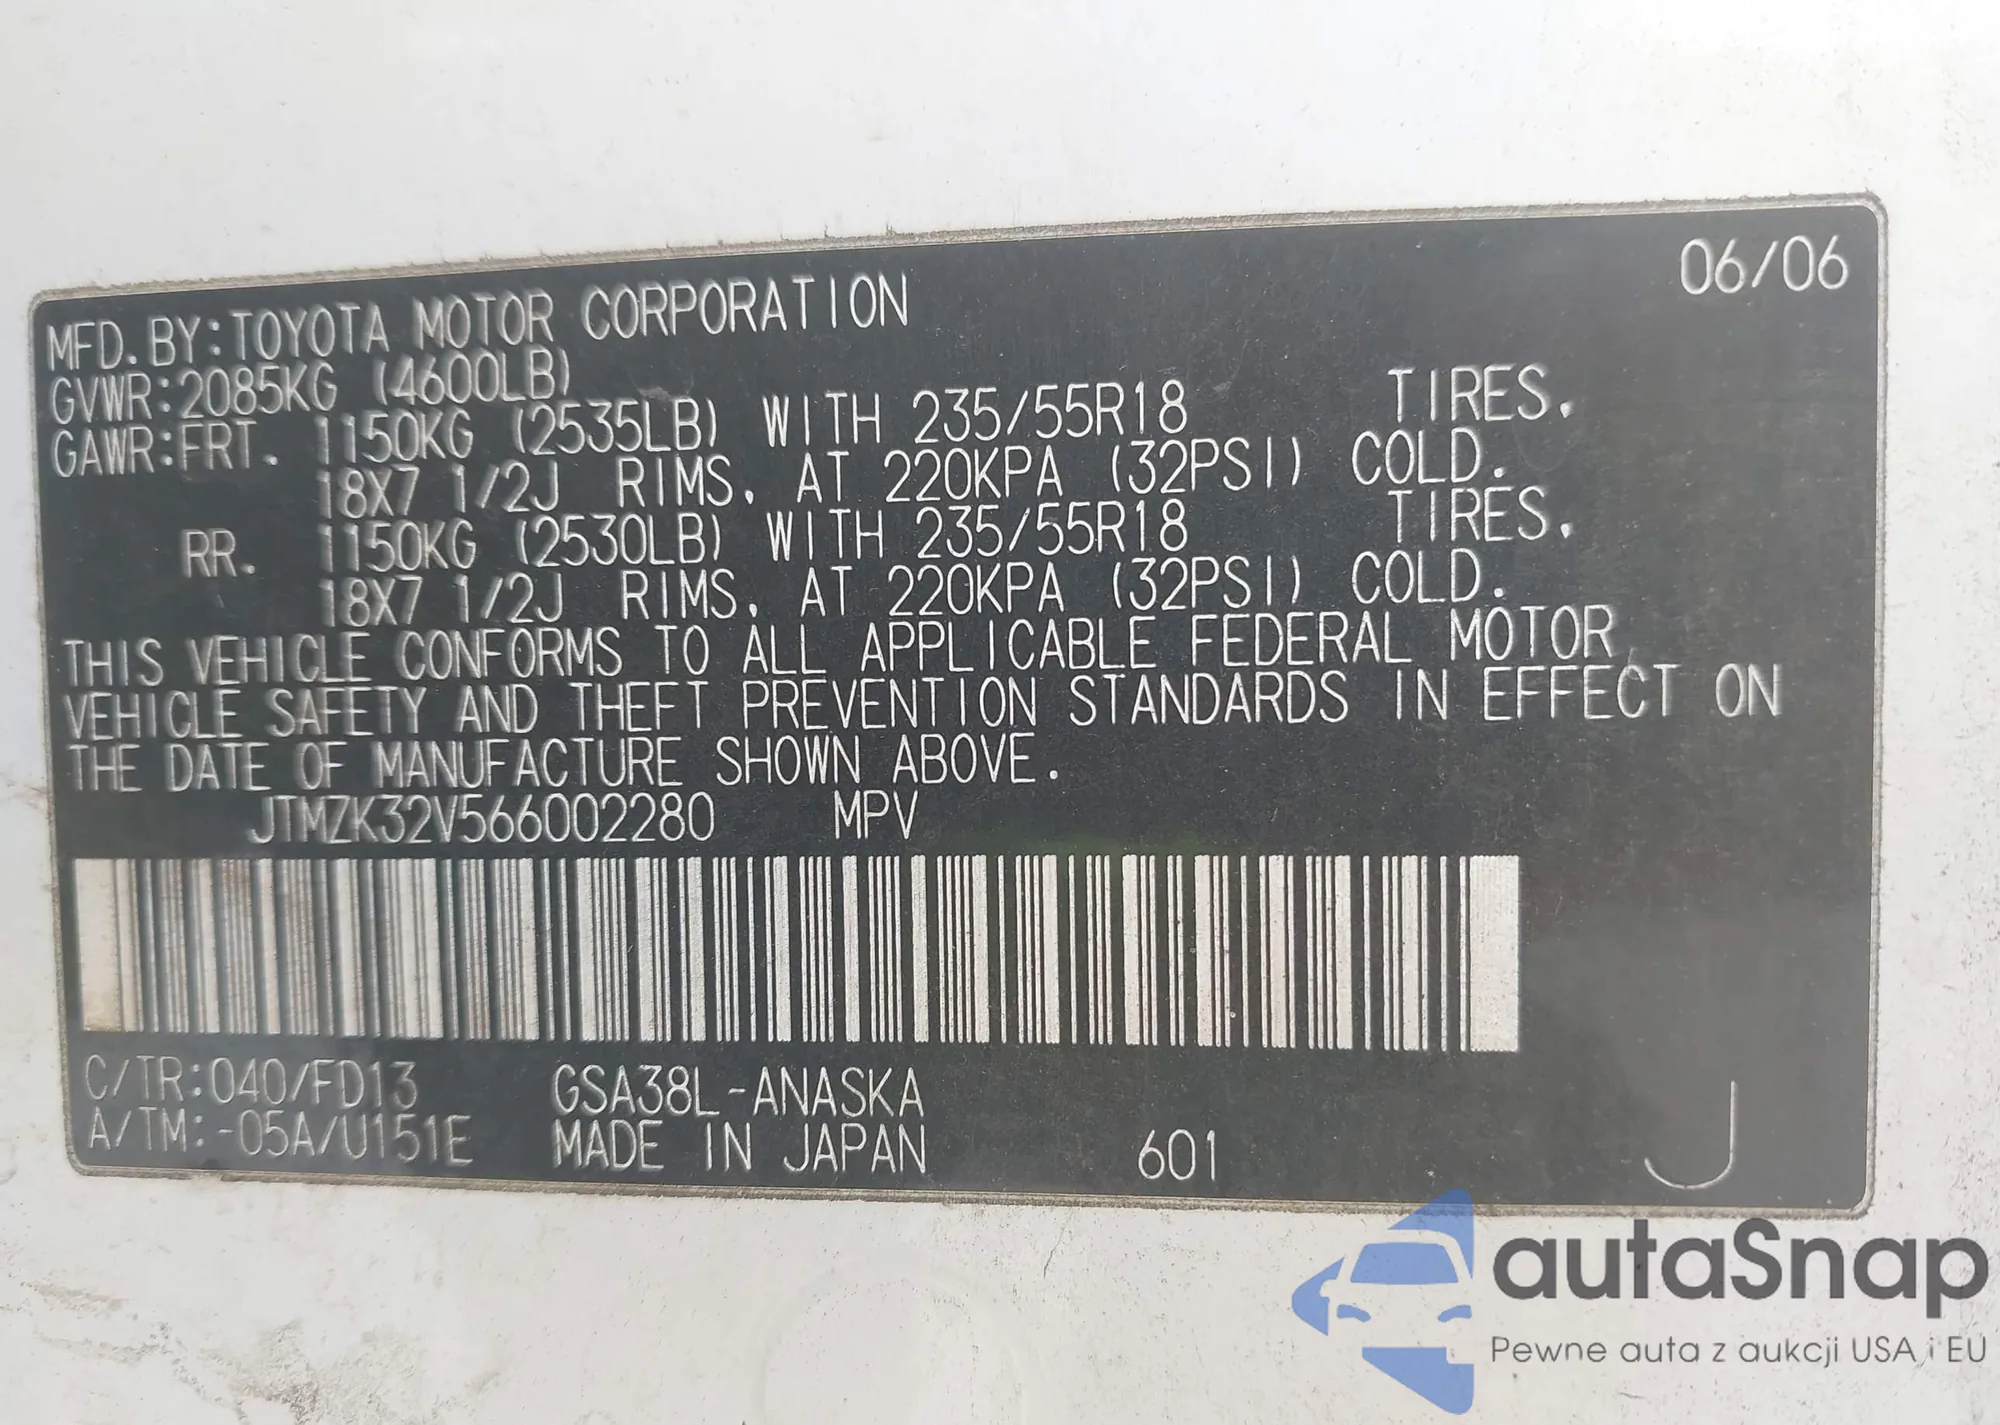 06/06
MFD. BY: TOYOTA MOTOR CORPORATION
GVWR: 2085KG (4600LB)
GAWR: FRT. 1150KG (2535LB) WITH 235/55R18 TIRES.
18X7 1/2J RIMS, AT 220KPA (32PSI) COLD.
RR. 1150KG (2530LB) WITH 235/55R18 TIRES.
18X7 1/2J RIMS, AT 220KPA (32PSI) COLD.
THIS VEHICLE CONFORMS TO ALL APPLICABLE FEDERAL MOTOR
VEHICLE SAFETY AND THEFT PREVENTION STANDARDS IN EFFECT ON
THE DATE OF MANUFACTURE SHOWN ABOVE.
JTMZK32V566002280 MPV
C/TR: 040/FD13 GSA38L-ANASKA
A/TM: -05A/U151E MADE IN JAPAN 601 J
autaSnap
Pewne auta z aukcji USA i EU